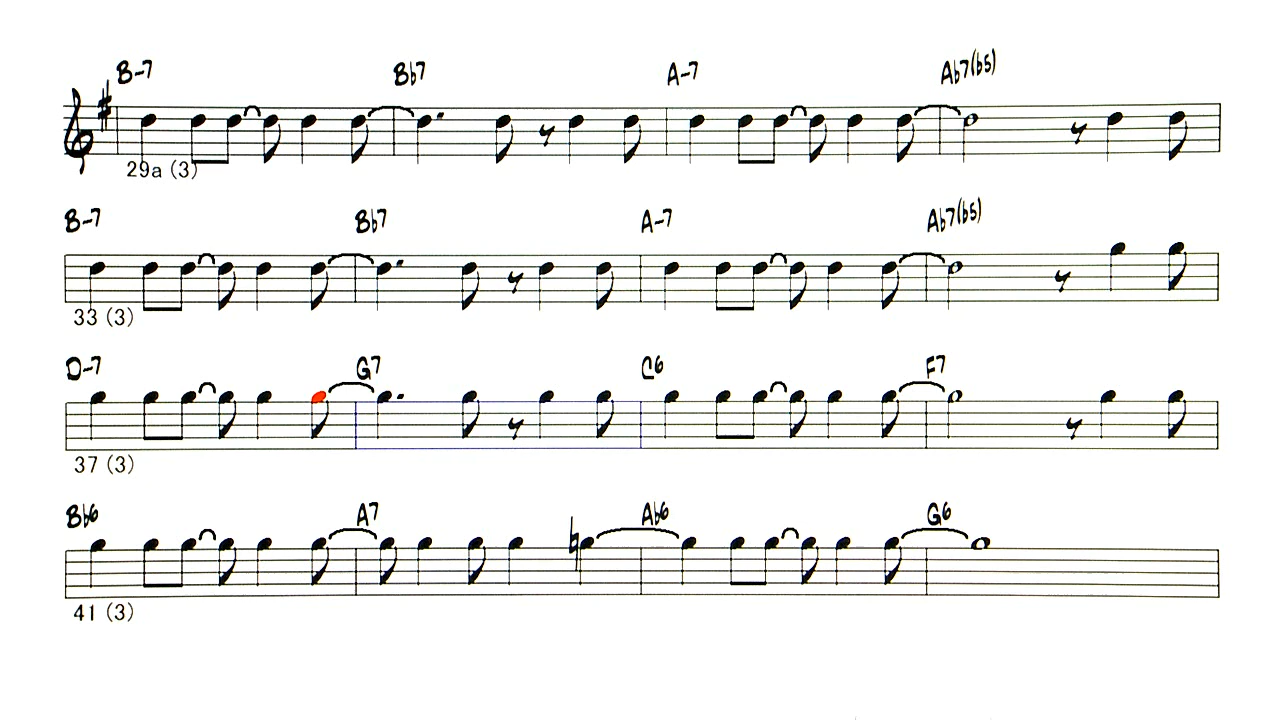 B-7 Bb7 A-7 Ab7(b5)
29a (3)
B-7 Bb7 A-7 Ab7(b5)
33 (3)
D-7 G7 C6 F7
37 (3)
Bb6 A7 Ab6 G6
41 (3)